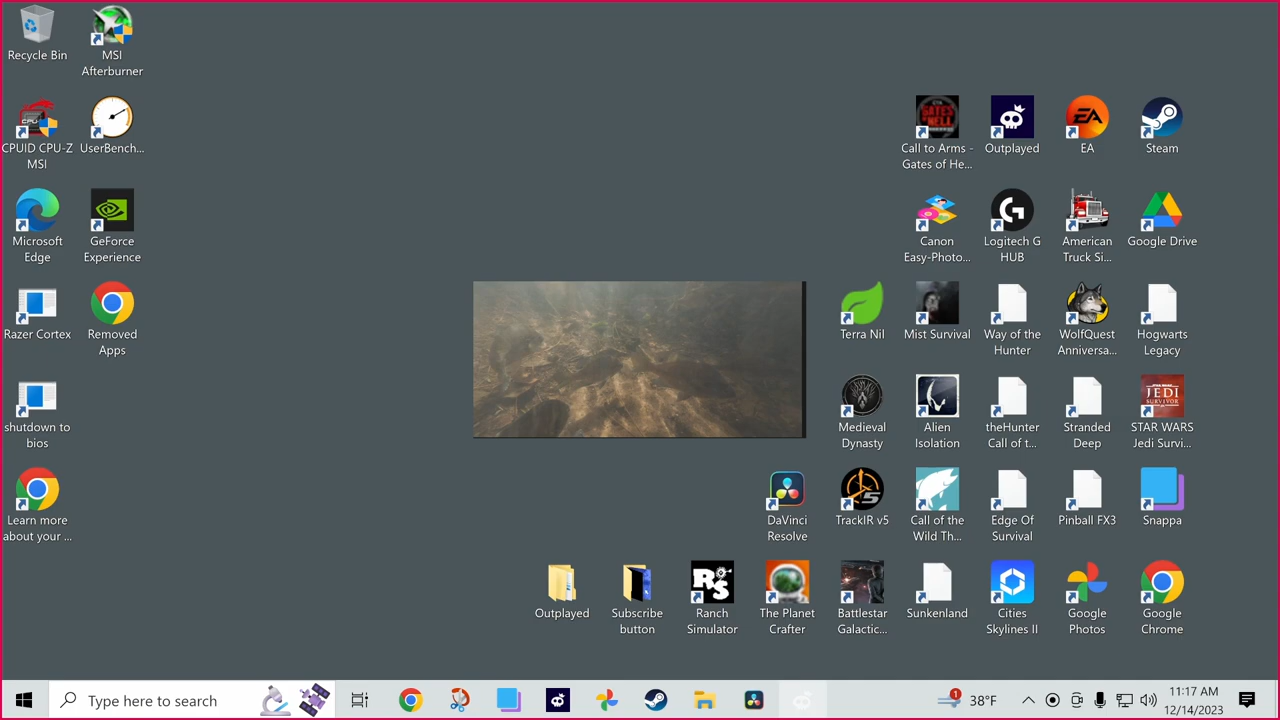 Recycle Bin
MSI
Afterburner
CPUID CPU-Z
MSI
UserBench...
Call to Arms -
Gates of He...
Outplayed
EA
Steam
Microsoft
Edge
GeForce
Experience
Canon
Easy-Photo...
Logitech G
HUB
American
Truck Si...
Google Drive
Razer Cortex
Removed
Apps
Terra Nil
Mist Survival
Way of the
Hunter
WolfQuest
Anniversa...
Hogwarts
Legacy
shutdown to
bios
Medieval
Dynasty
Alien
Isolation
theHunter
Call of t...
Stranded
Deep
JEDI
SURVIVOR
STAR WARS
Jedi Survi...
Learn more
about your ...
DaVinci
Resolve
5
TrackIR v5
Call of the
Wild Th...
Edge Of
Survival
Pinball FX3
Snappa
Outplayed
Subscribe
button
RS
Ranch
Simulator
The Planet
Crafter
Battlestar
Galactic...
Sunkenland
Cities
Skylines II
Google
Photos
Google
Chrome
Type here to search
1
38°F
11:17 AM
12/14/2023